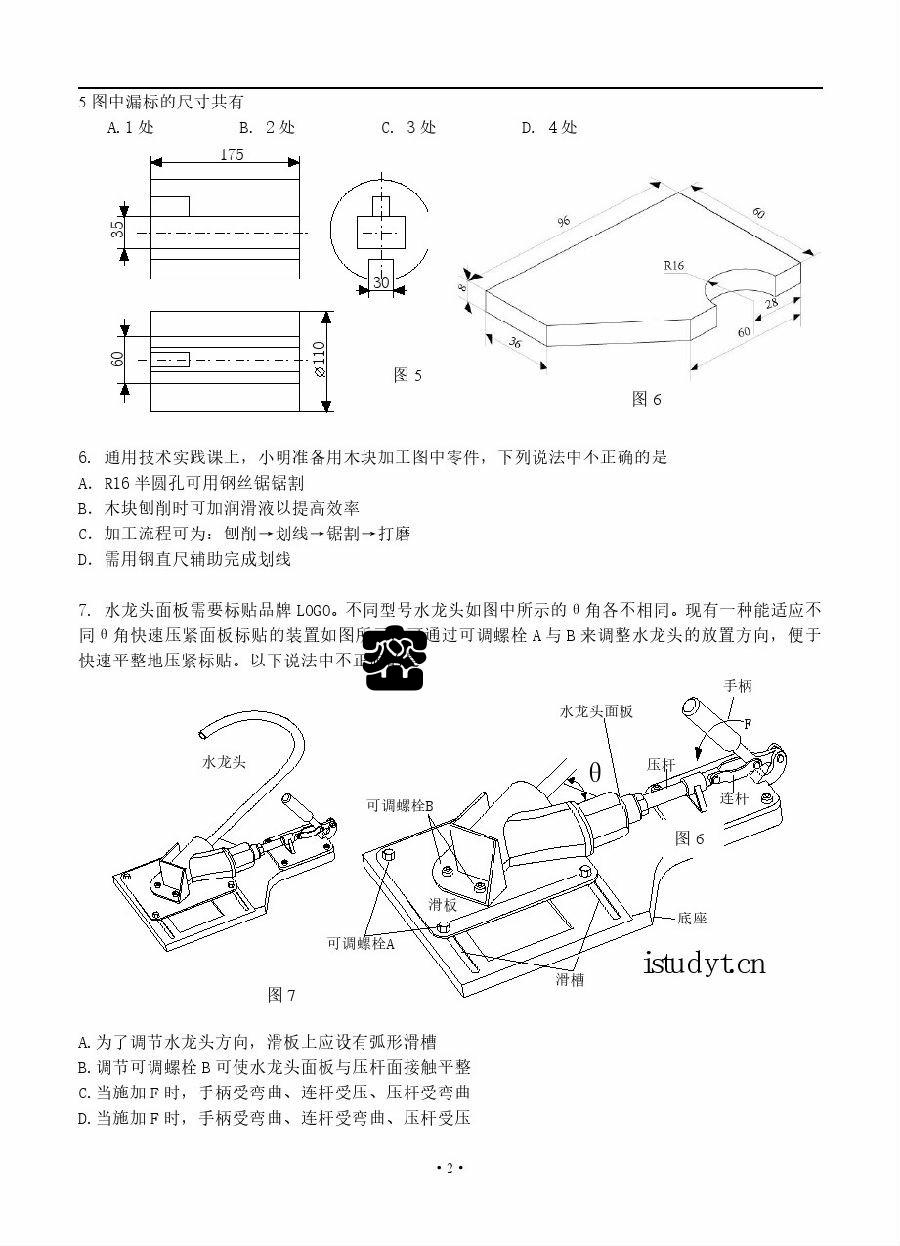 5 图中漏标的尺寸共有
A.1 处 B. 2 处 C. 3 处 D. 4 处
175
35
30
60
⌀110
图 5
96
60
R16
8
28
36
60
图 6
6. 通用技术实践课上，小明准备用木块加工图中零件，下列说法中不正确的是
A. R16 半圆孔可用钢丝锯锯割
B. 木块刨削时可加润滑液以提高效率
C. 加工流程可为：刨削→划线→锯割→打磨
D. 需用钢直尺辅助完成划线
7. 水龙头面板需要标贴品牌 LOGO。不同型号水龙头如图中所示的 θ 角各不相同。现有一种能适应不
同 θ 角快速压紧面板标贴的装置如图所 通过可调螺栓 A 与 B 来调整水龙头的放置方向，便于
快速平整地压紧标贴。以下说法中不正
手柄
水龙头面板
F
水龙头
θ
压杆
连杆
可调螺栓B
图 6
滑板
底座
可调螺栓A
istudyt.cn
滑槽
图 7
A.为了调节水龙头方向，滑板上应设有弧形滑槽
B.调节可调螺栓 B 可使水龙头面板与压杆面接触平整
C.当施加 F 时，手柄受弯曲、连杆受压、压杆受弯曲
D.当施加 F 时，手柄受弯曲、连杆受弯曲、压杆受压
·2·